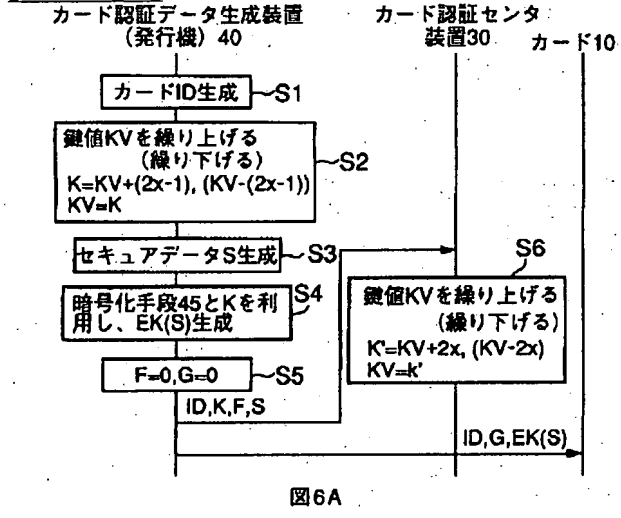 カード認証データ生成装置
(発行機) 40
カード認証センタ
装置30
カード10
カードID生成
S1
鍵値KVを繰り上げる
(繰り下げる)
K=KV+(2x-1), (KV-(2x-1))
KV=K
S2
セキュアデータS生成
S3
暗号化手段45とKを利
用し、EK(S)生成
S4
F=0,G=0
S5
ID,K,F,S
S6
鍵値KVを繰り上げる
(繰り下げる)
K'=KV+2x, (KV-2x)
KV=k'
ID,G,EK(S)
図6A